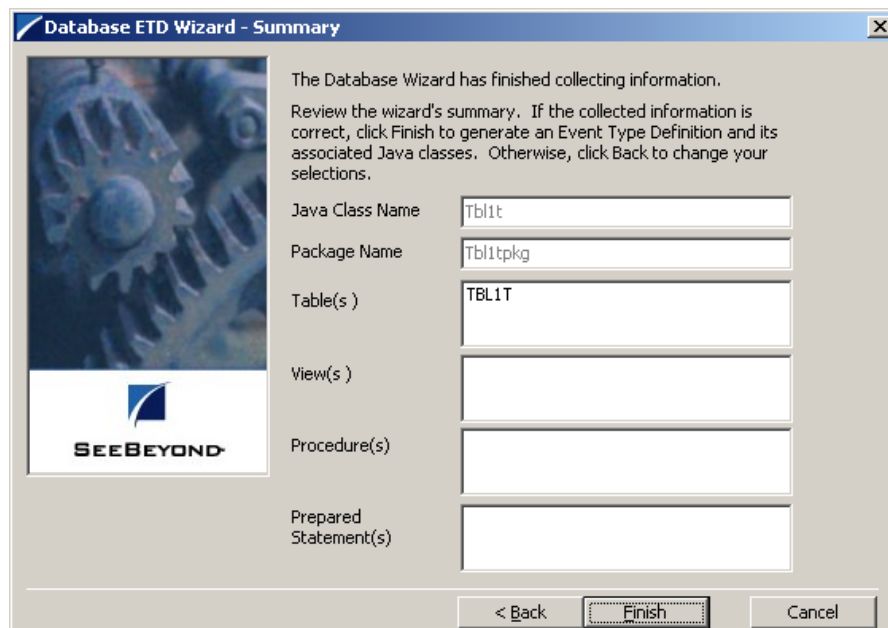 Database ETD Wizard - Summary
The Database Wizard has finished collecting information.
Review the wizard's summary. If the collected information is
correct, click Finish to generate an Event Type Definition and its
associated Java classes. Otherwise, click Back to change your
selections.
Java Class Name
Tbl1t
Package Name
Tbl1tpkg
Table(s )
TBL1T
View(s )
SEEBEYOND
Procedure(s)
Prepared
Statement(s)
< Back
Finish
Cancel